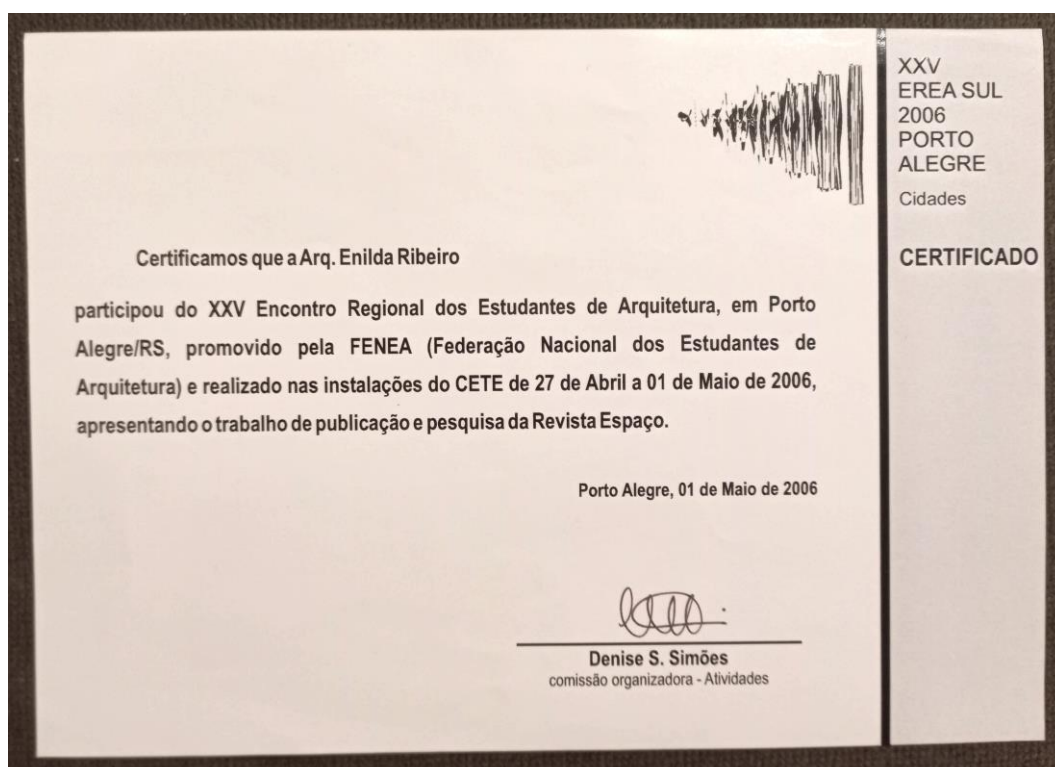 XXV
EREA SUL
2006
PORTO
ALEGRE
Cidades
CERTIFICADO
Certificamos que a Arq. Enilda Ribeiro
participou do XXV Encontro Regional dos Estudantes de Arquitetura, em Porto
Alegre/RS, promovido pela FENEA (Federação Nacional dos Estudantes de
Arquitetura) e realizado nas instalações do CETE de 27 de Abril a 01 de Maio de 2006,
apresentando o trabalho de publicação e pesquisa da Revista Espaço.
Porto Alegre, 01 de Maio de 2006
Denise S. Simões
comissão organizadora - Atividades